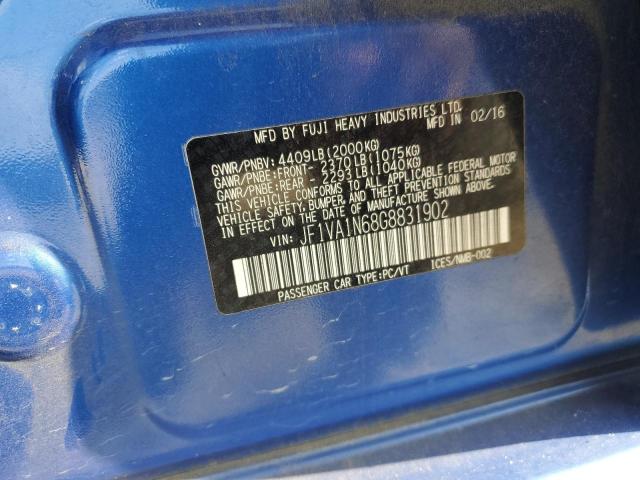 MFD BY FUJI HEAVY INDUSTRIES LTD.
MFD IN 02/16
GVWR/PNBV: 4409LB(2000KG)
GAWR/PNBE:FRONT- 2370LB(1075KG)
GAWR/PNBE:REAR - 2293LB(1040KG)
THIS VEHICLE CONFORMS TO ALL APPLICABLE FEDERAL MOTOR
VEHICLE SAFETY,BUMPER, AND THEFT PREVENTION STANDARDS
IN EFFECT ON THE DATE OF MANUFACTURE SHOWN ABOVE.
VIN: JF1VA1N68G8831902
PASSENGER CAR TYPE:PC/VT ICES/NMB-002